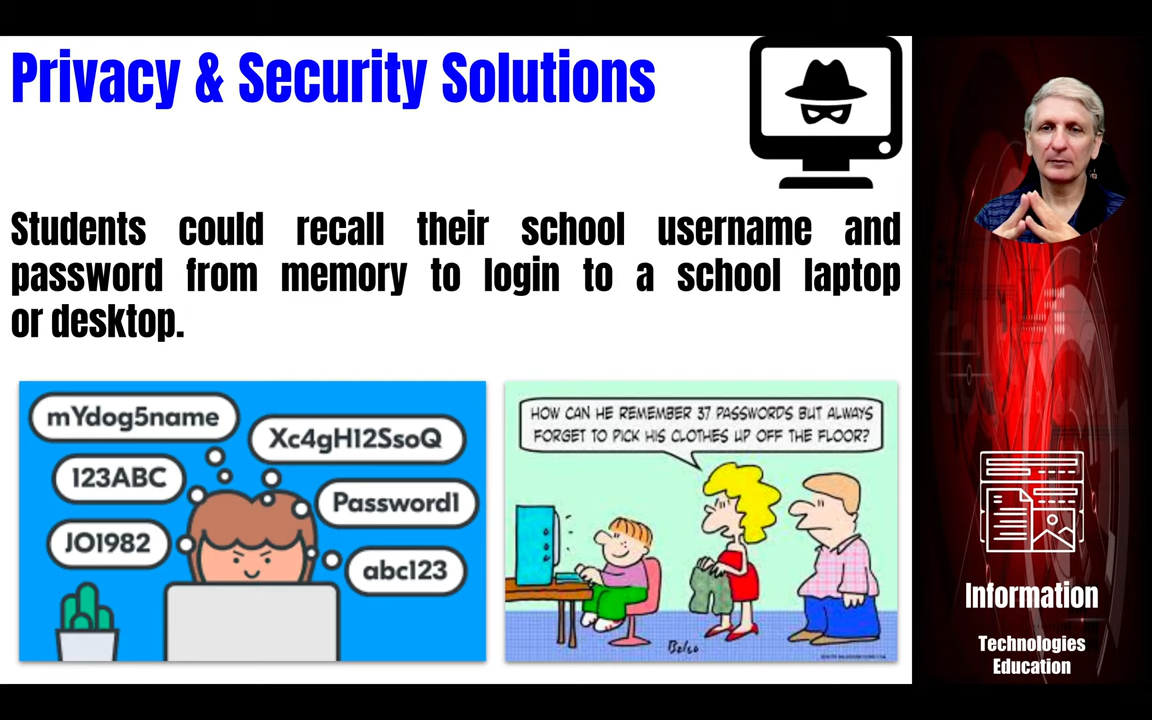 Privacy & Security Solutions
Students could recall their school username and
password from memory to login to a school laptop
or desktop.
mYdog5name
Xc4gH12SsoQ
123ABC
Password1
JO1982
abc123
HOW CAN HE REMEMBER 37 PASSWORDS BUT ALWAYS
FORGET TO PICK HIS CLOTHES UP OFF THE FLOOR?
Information
Technologies
Education